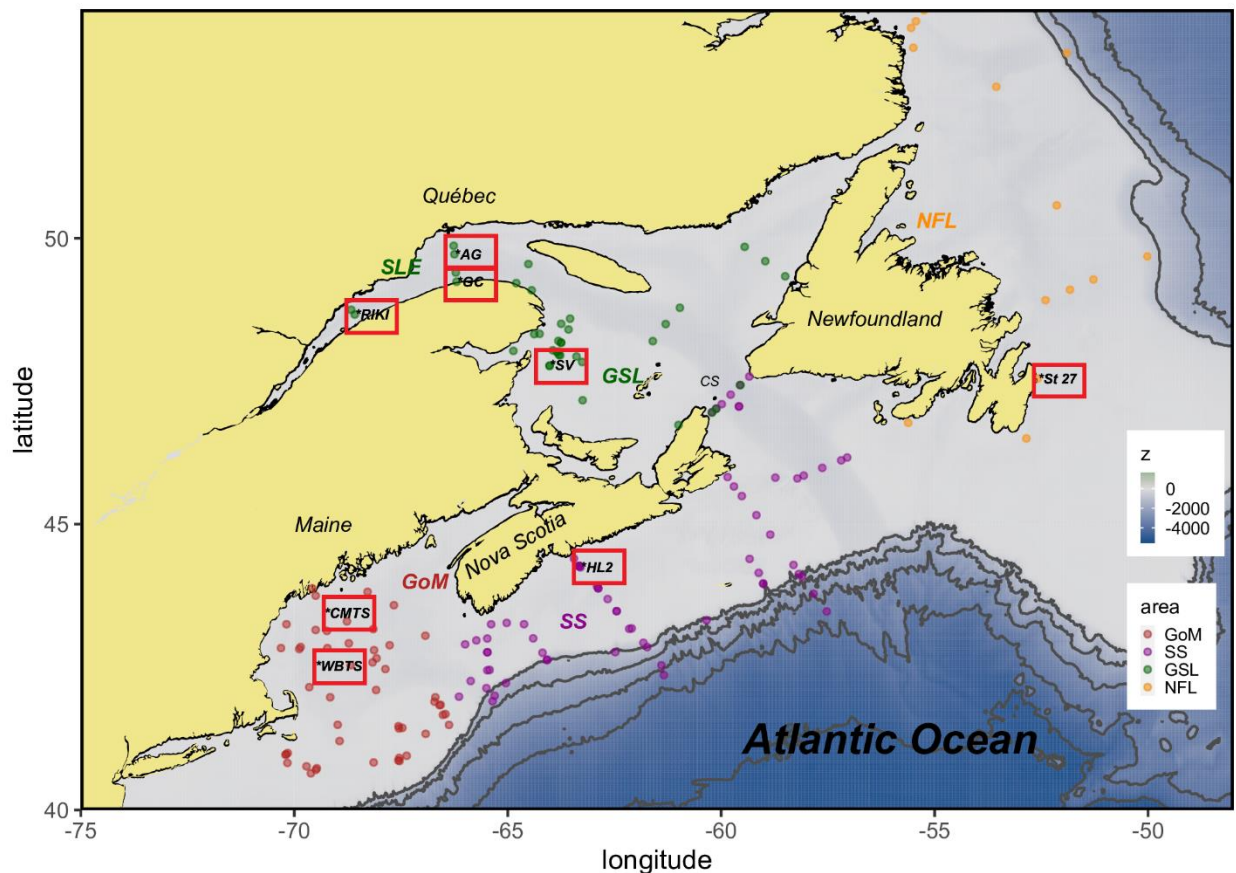 Québec
50
NFL
*AG
SLE
*GC
*RIKI
Newfoundland
*SV
GSL
CS
*St 27
latitude
z
0
-2000
-4000
45
Maine
Nova Scotia
*HL2
GoM
*CMTS
SS
area
GoM
SS
GSL
NFL
*WBTS
Atlantic Ocean
40
-75
-70
-65
-60
-55
-50
longitude